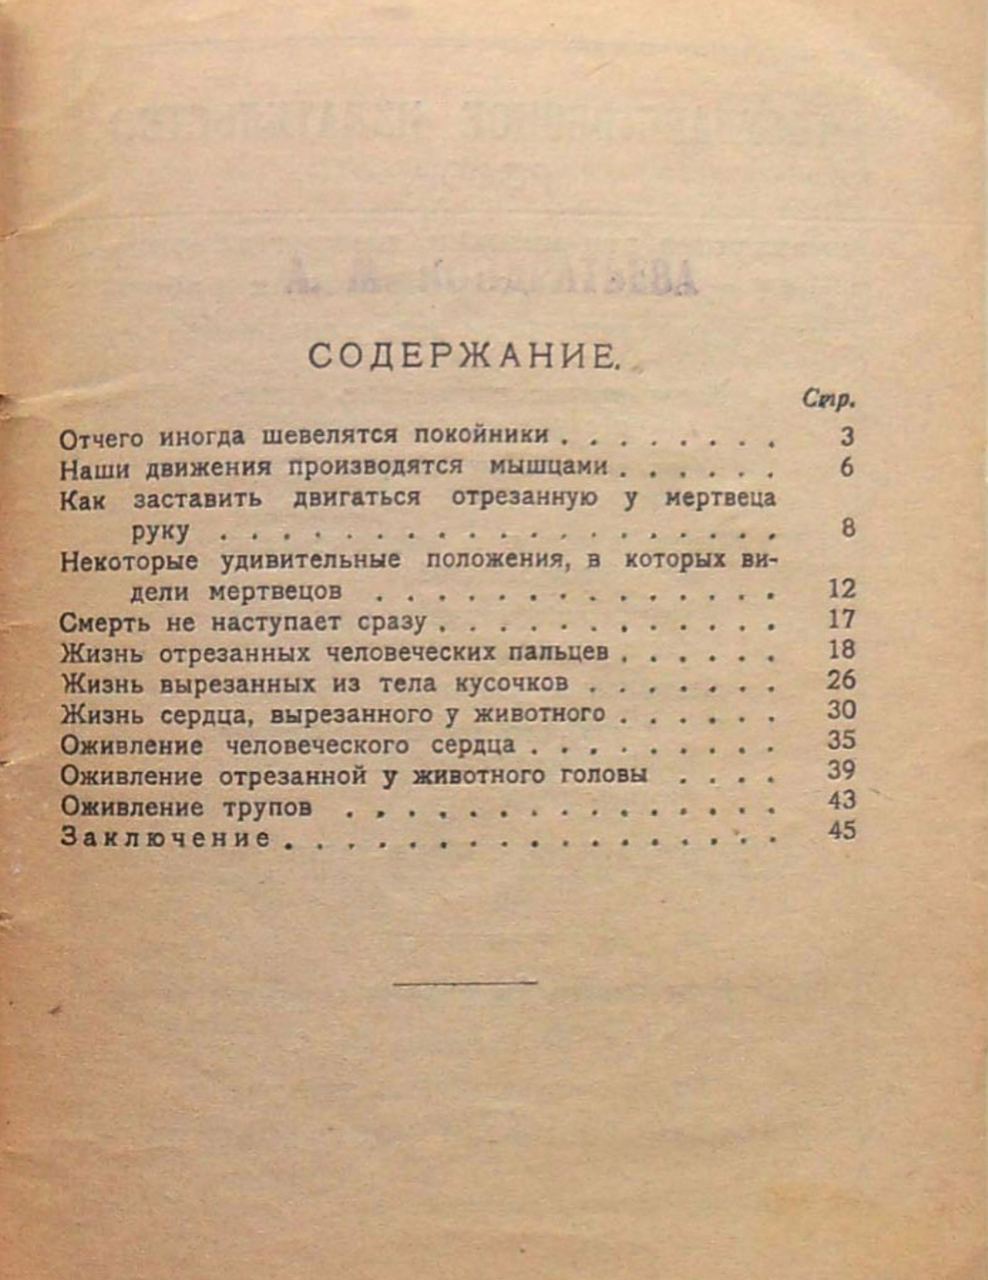 СОДЕРЖАНИЕ.
Стр.
Отчего иногда шевелятся покойники . . . . . . . . 3
Наши движения производятся мышцами . . . . . . 6
Как заставить двигаться отрезанную у мертвеца
руку . . . . . . . . . . . . . . . . . . . 8
Некоторые удивительные положения, в которых ви-
дели мертвецов . . . . . . . . . . . . . . 12
Смерть не наступает сразу . . . . . . . . . . . . 17
Жизнь отрезанных человеческих пальцев . . . . . . 18
Жизнь вырезанных из тела кусочков . . . . . . . 26
Жизнь сердца, вырезанного у животного . . . . . . 30
Оживление человеческого сердца . . . . . . . . . 35
Оживление отрезанной у животного головы . . . . 39
Оживление трупов . . . . . . . . . . . . . . . 43
Заключение . . . . . . . . . . . . . . . . . 45